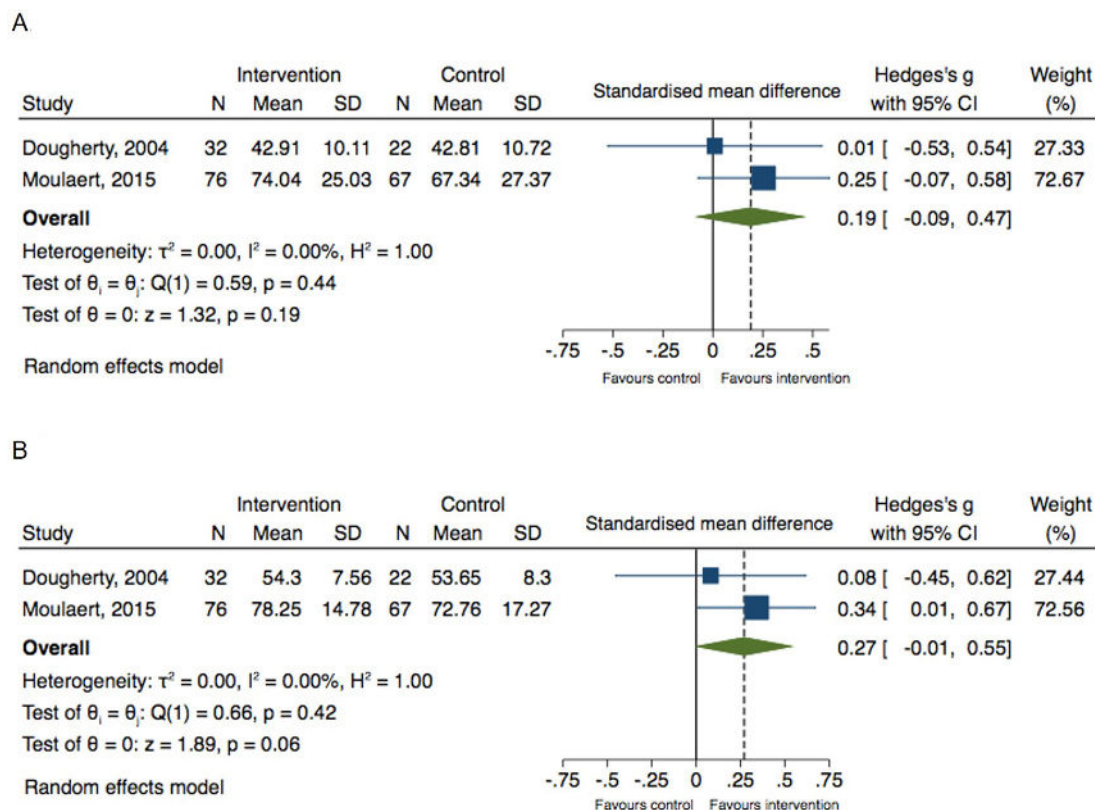 A
Intervention Control Hedges's g Weight
Study N Mean SD N Mean SD Standardised mean difference with 95% CI (%)
Dougherty, 2004 32 42.91 10.11 22 42.81 10.72 0.01 [ -0.53, 0.54] 27.33
Moulaert, 2015 76 74.04 25.03 67 67.34 27.37 0.25 [ -0.07, 0.58] 72.67
Overall 0.19 [ -0.09, 0.47]
Heterogeneity: τ² = 0.00, I² = 0.00%, H² = 1.00
Test of θᵢ = θⱼ: Q(1) = 0.59, p = 0.44
Test of θ = 0: z = 1.32, p = 0.19
-.75 -.5 -.25 0 .25 .5
Random effects model
Favours control Favours intervention
B
Intervention Control Hedges's g Weight
Study N Mean SD N Mean SD Standardised mean difference with 95% CI (%)
Dougherty, 2004 32 54.3 7.56 22 53.65 8.3 0.08 [ -0.45, 0.62] 27.44
Moulaert, 2015 76 78.25 14.78 67 72.76 17.27 0.34 [ 0.01, 0.67] 72.56
Overall 0.27 [ -0.01, 0.55]
Heterogeneity: τ² = 0.00, I² = 0.00%, H² = 1.00
Test of θᵢ = θⱼ: Q(1) = 0.66, p = 0.42
Test of θ = 0: z = 1.89, p = 0.06
-.75 -.5 -.25 0 .25 .5 .75
Random effects model
Favours control Favours intervention